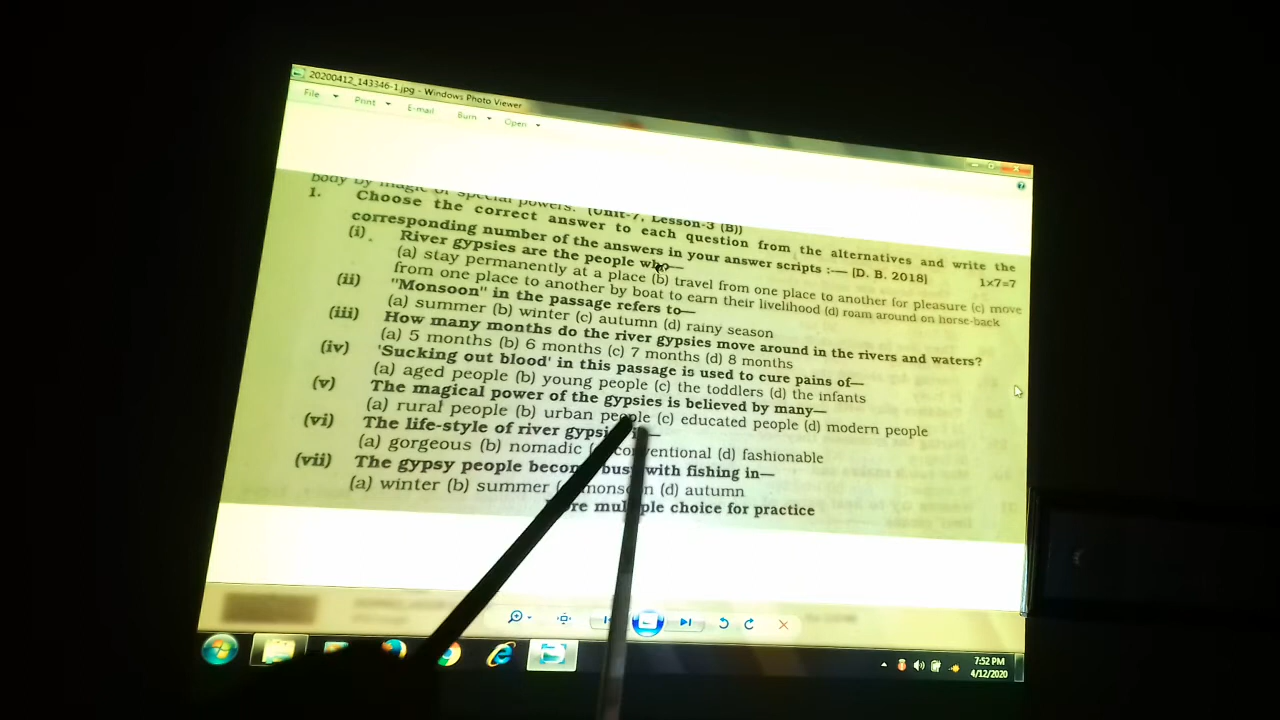 20200412_143346-1.jpg - Windows Photo Viewer
File Print E-mail Burn Open
body by magic of special powers. (Unit-7, Lesson-3 (B))
1. Choose the correct answer to each question from the alternatives and write the
corresponding number of the answers in your answer scripts :— [D. B. 2018] 1×7=7
(i). River gypsies are the people who—
(a) stay permanently at a place (b) travel from one place to another for pleasure (c) move
from one place to another by boat to earn their livelihood (d) roam around on horse-back
(ii) "Monsoon" in the passage refers to—
(a) summer (b) winter (c) autumn (d) rainy season
(iii) How many months do the river gypsies move around in the rivers and waters?
(a) 5 months (b) 6 months (c) 7 months (d) 8 months
(iv) 'Sucking out blood' in this passage is used to cure pains of—
(a) aged people (b) young people (c) the toddlers (d) the infants
(v) The magical power of the gypsies is believed by many—
(a) rural people (b) urban people (c) educated people (d) modern people
(vi) The life-style of river gypsies is—
(a) gorgeous (b) nomadic (c) conventional (d) fashionable
(vii) The gypsy people become busy with fishing in—
(a) winter (b) summer (c) monsoon (d) autumn
More multiple choice for practice
7:52 PM
4/12/2020